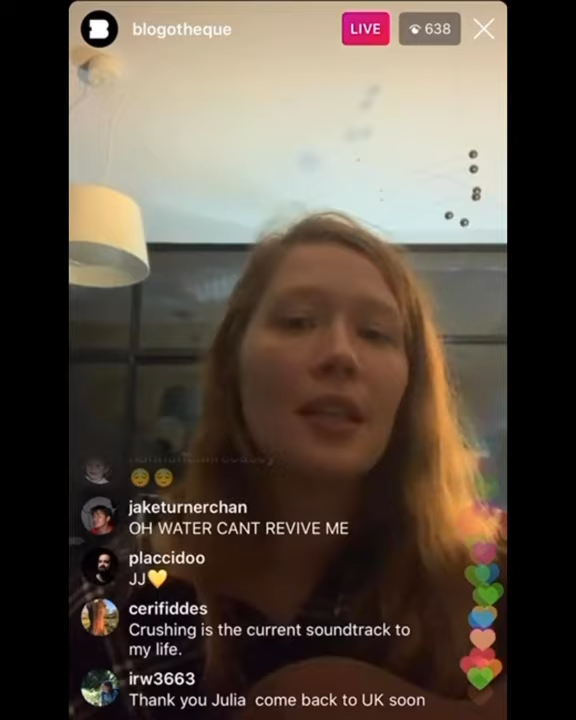 blogotheque LIVE 638
jaketurnerchan
OH WATER CANT REVIVE ME
placcidoo
JJ💛
cerifiddes
Crushing is the current soundtrack to
my life.
irw3663
Thank you Julia come back to UK soon